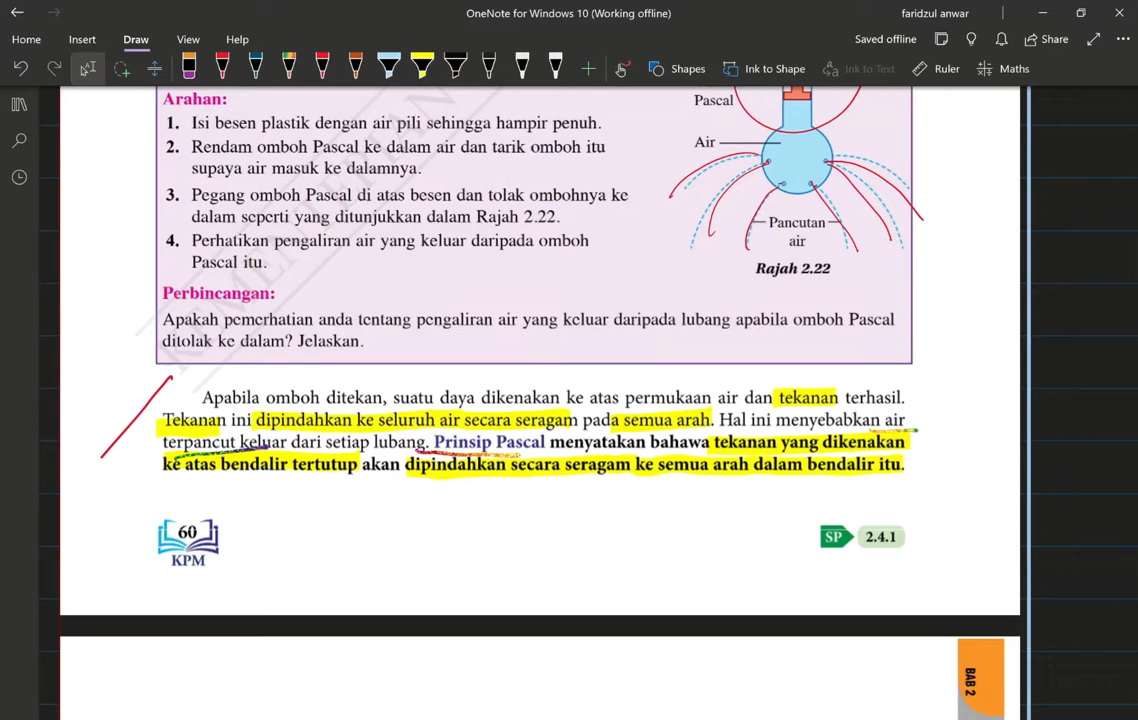 OneNote for Windows 10 (Working offline)
faridzul anwar
Home
Insert
Draw
View
Help
Saved offline
Share
Shapes
Ink to Shape
Ink to Text
Ruler
Maths
Arahan:
1. Isi besen plastik dengan air pili sehingga hampir penuh.
2. Rendam omboh Pascal ke dalam air dan tarik omboh itu
supaya air masuk ke dalamnya.
3. Pegang omboh Pascal di atas besen dan tolak ombohnya ke
dalam seperti yang ditunjukkan dalam Rajah 2.22.
4. Perhatikan pengaliran air yang keluar daripada omboh
Pascal itu.
Pascal
Air
Pancutan
air
Rajah 2.22
Perbincangan:
Apakah pemerhatian anda tentang pengaliran air yang keluar daripada lubang apabila omboh Pascal
ditolak ke dalam? Jelaskan.
KEMENTERIAN
Apabila omboh ditekan, suatu daya dikenakan ke atas permukaan air dan tekanan terhasil.
Tekanan ini dipindahkan ke seluruh air secara seragam pada semua arah. Hal ini menyebabkan air
terpancut keluar dari setiap lubang. Prinsip Pascal menyatakan bahawa tekanan yang dikenakan
ke atas bendalir tertutup akan dipindahkan secara seragam ke semua arah dalam bendalir itu.
60
KPM
SP 2.4.1
BAB 2